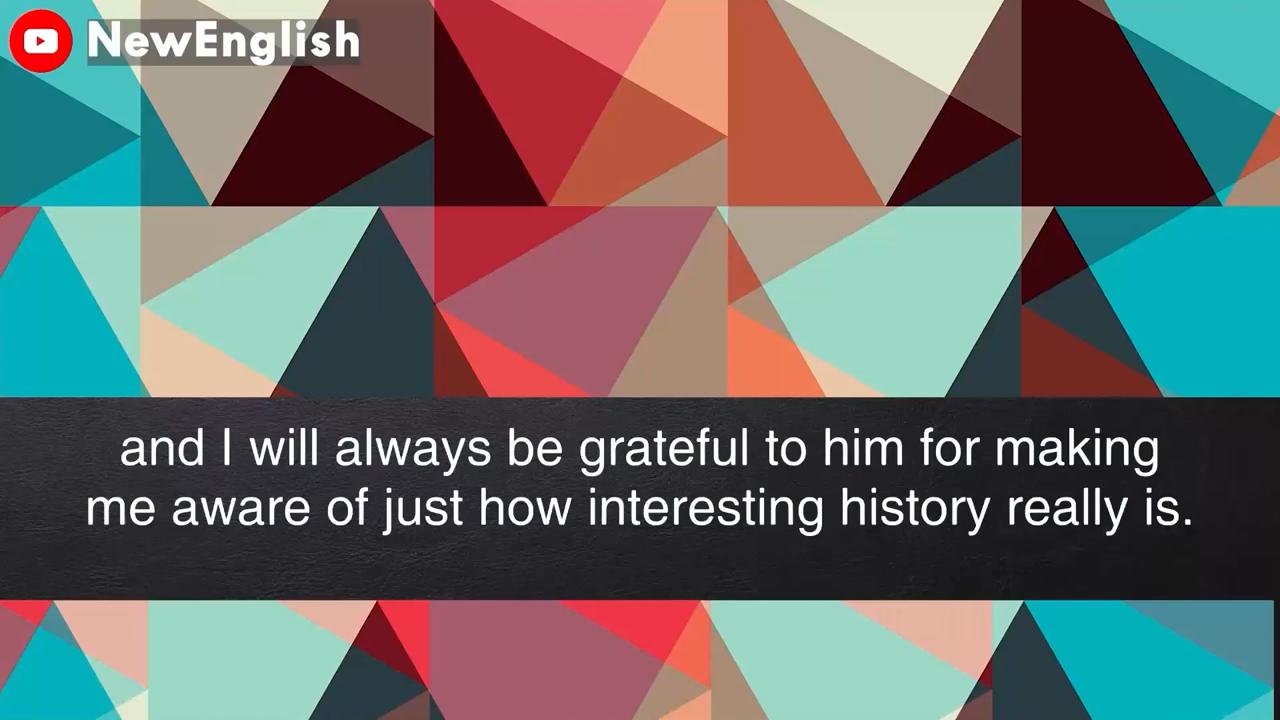 NewEnglish
and I will always be grateful to him for making
me aware of just how interesting history really is.